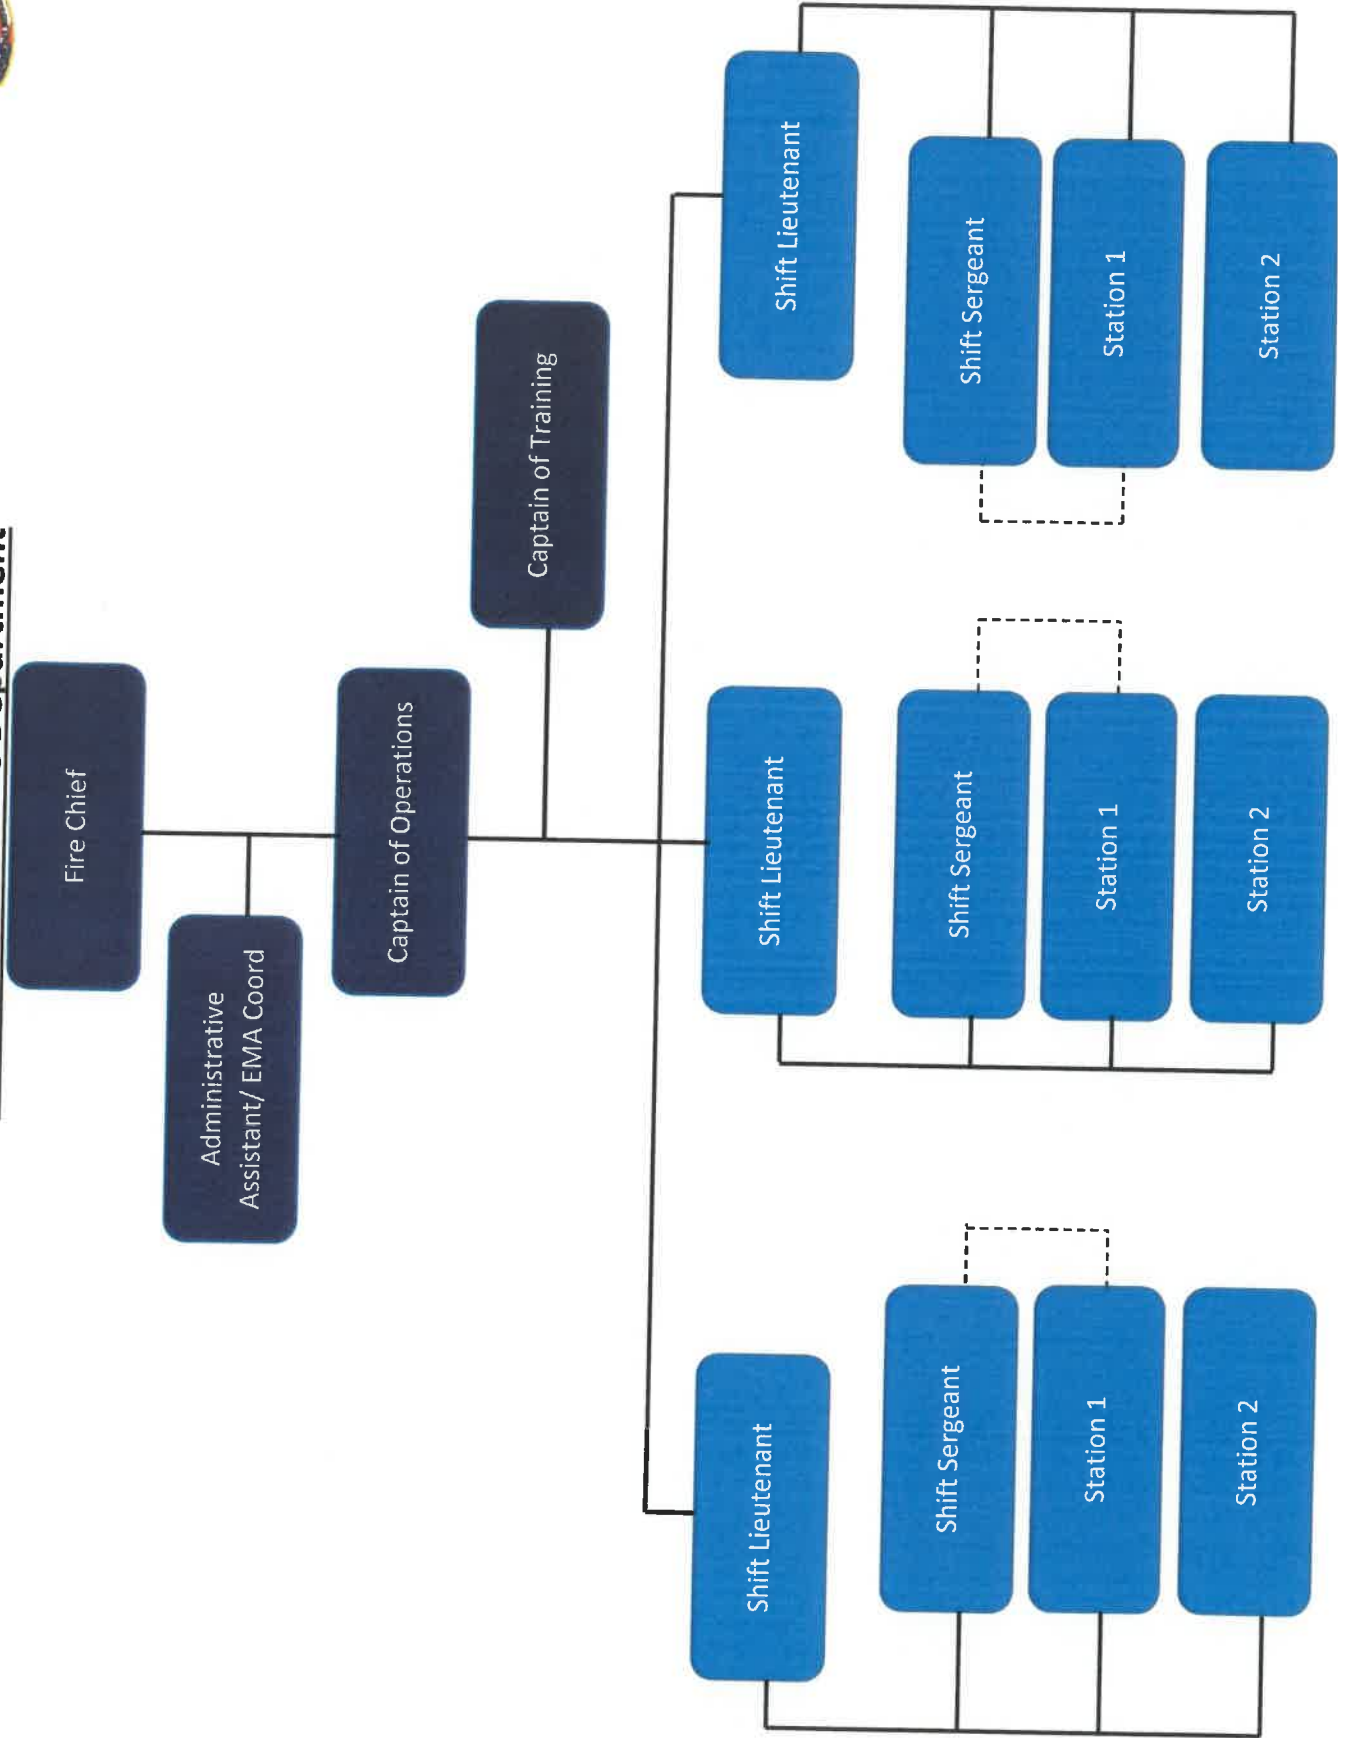 Fire Chief
Administrative
Assistant/ EMA Coord
Captain of Operations
Captain of Training
Shift Lieutenant
Shift Sergeant
Station 1
Station 2
Shift Lieutenant
Shift Sergeant
Station 1
Station 2
Shift Lieutenant
Shift Sergeant
Station 1
Station 2